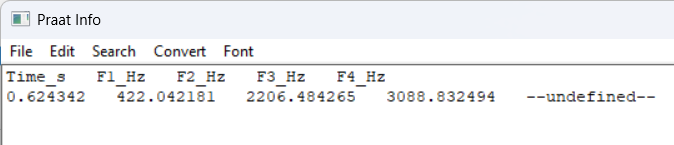 Praat Info
File Edit Search Convert Font
Time_s F1_Hz F2_Hz F3_Hz F4_Hz
0.624342 422.042181 2206.484265 3088.832494 --undefined--